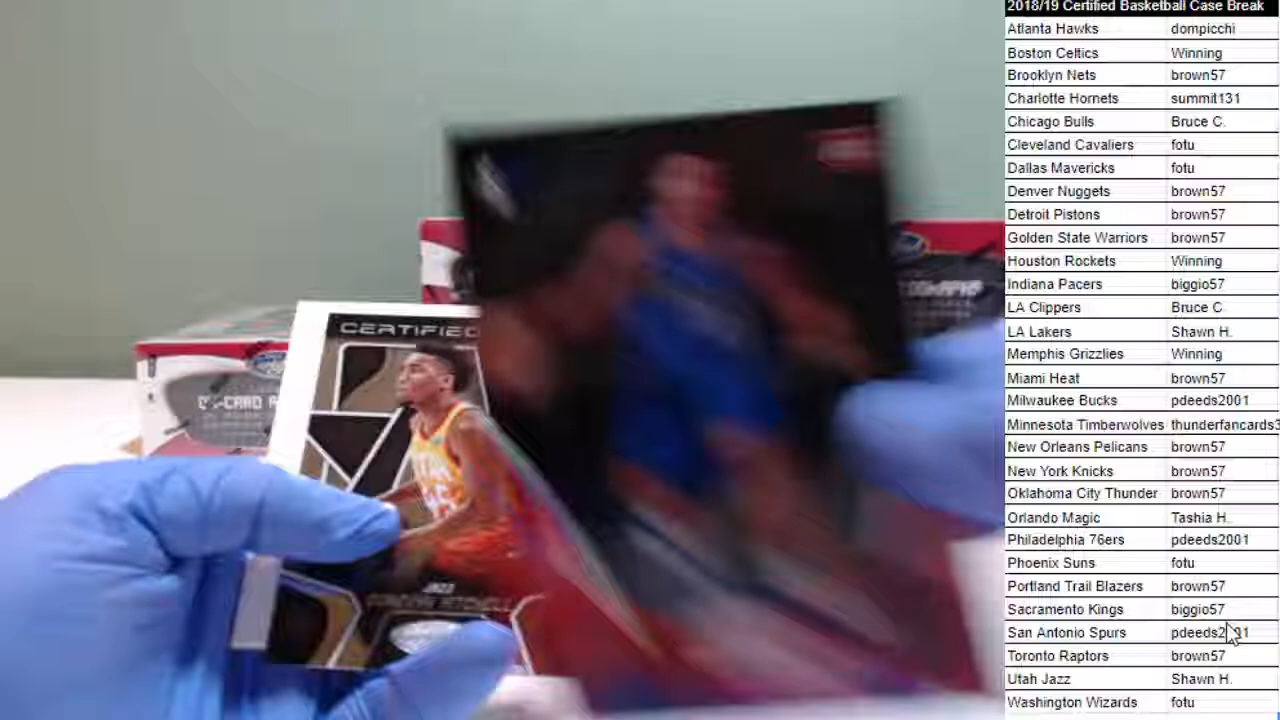 2018/19 Certified Basketball Case Break
Atlanta Hawks dompicchi
Boston Celtics Winning
Brooklyn Nets brown57
Charlotte Hornets summit131
Chicago Bulls Bruce C.
Cleveland Cavaliers fotu
Dallas Mavericks fotu
Denver Nuggets brown57
Detroit Pistons brown57
Golden State Warriors brown57
Houston Rockets Winning
Indiana Pacers biggio57
LA Clippers Bruce C
LA Lakers Shawn H.
Memphis Grizzlies Winning
Miami Heat brown57
Milwaukee Bucks pdeeds2001
Minnesota Timberwolves thunderfancards3
New Orleans Pelicans brown57
New York Knicks brown57
Oklahoma City Thunder brown57
Orlando Magic Tashia H.
Philadelphia 76ers pdeeds2001
Phoenix Suns fotu
Portland Trail Blazers brown57
Sacramento Kings biggio57
San Antonio Spurs pdeeds2001
Toronto Raptors brown57
Utah Jazz Shawn H.
Washington Wizards fotu
CERTIFIED
JAZZ